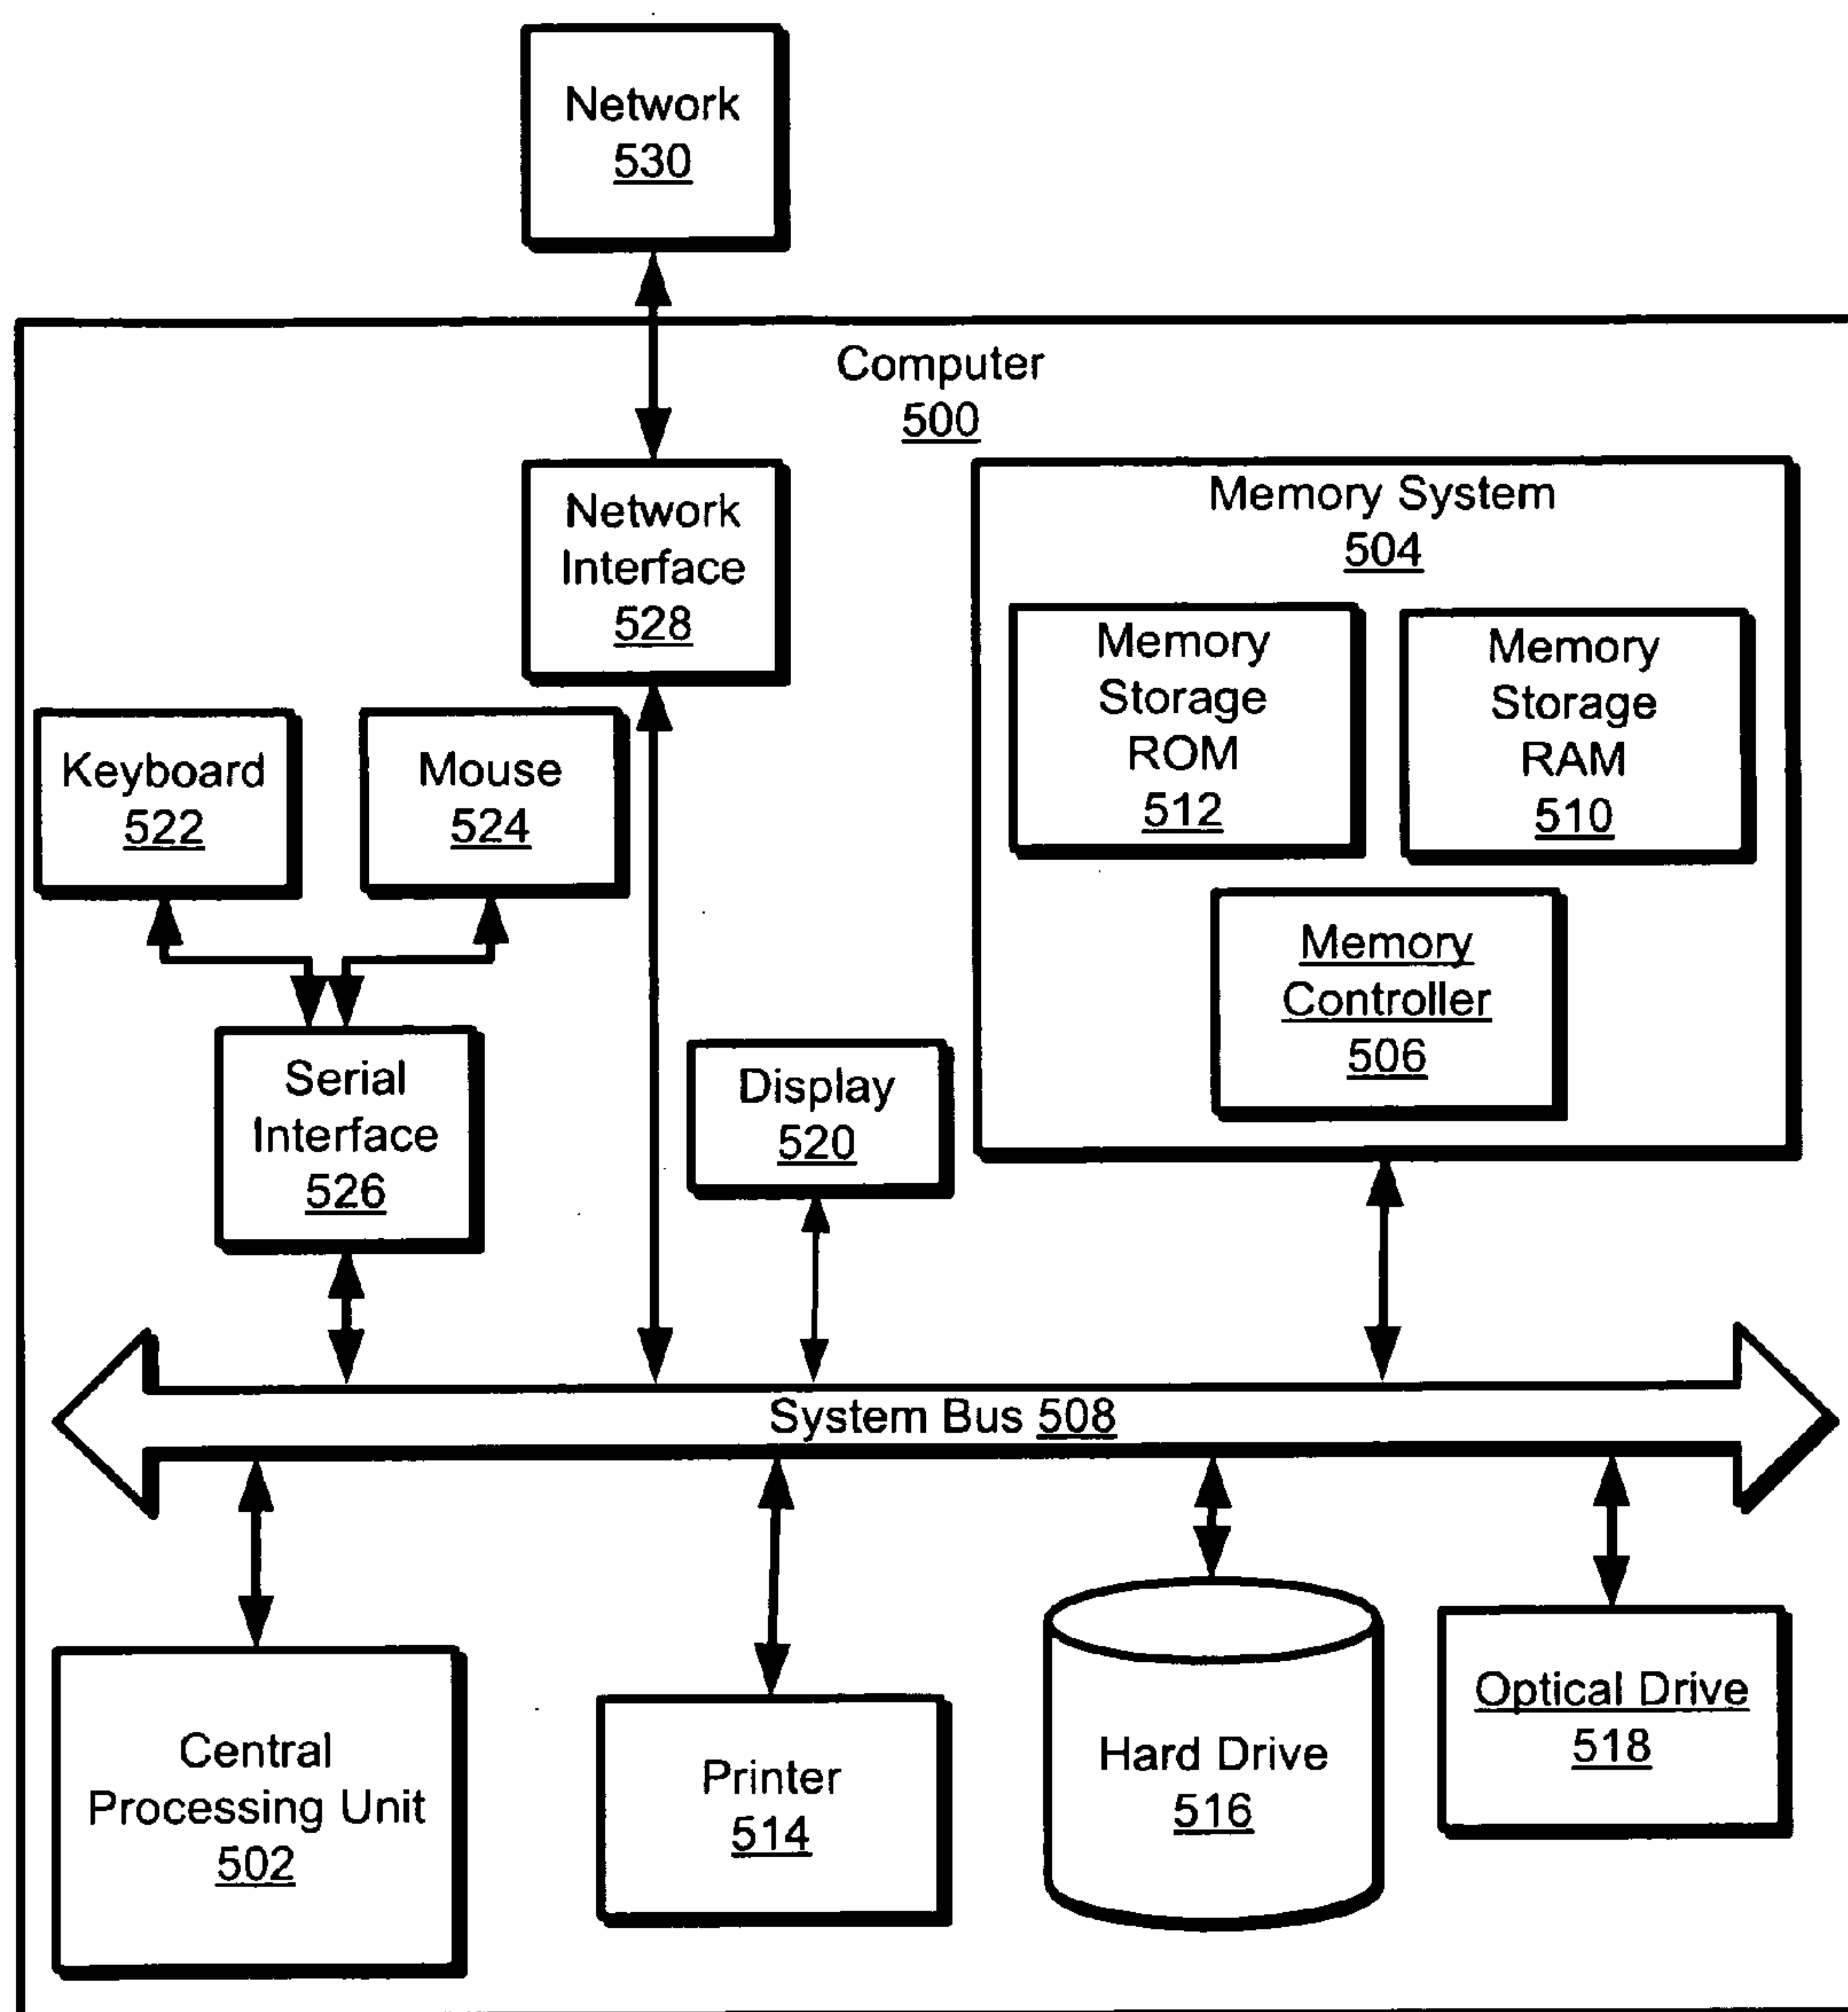 Network
530
Computer
500
Network
Interface
528
Memory System
504
Memory
Storage
ROM
512
Memory
Storage
RAM
510
Keyboard
522
Mouse
524
Memory
Controller
506
Serial
Interface
526
Display
520
System Bus 508
Central
Processing Unit
502
Printer
514
Hard Drive
516
Optical Drive
518